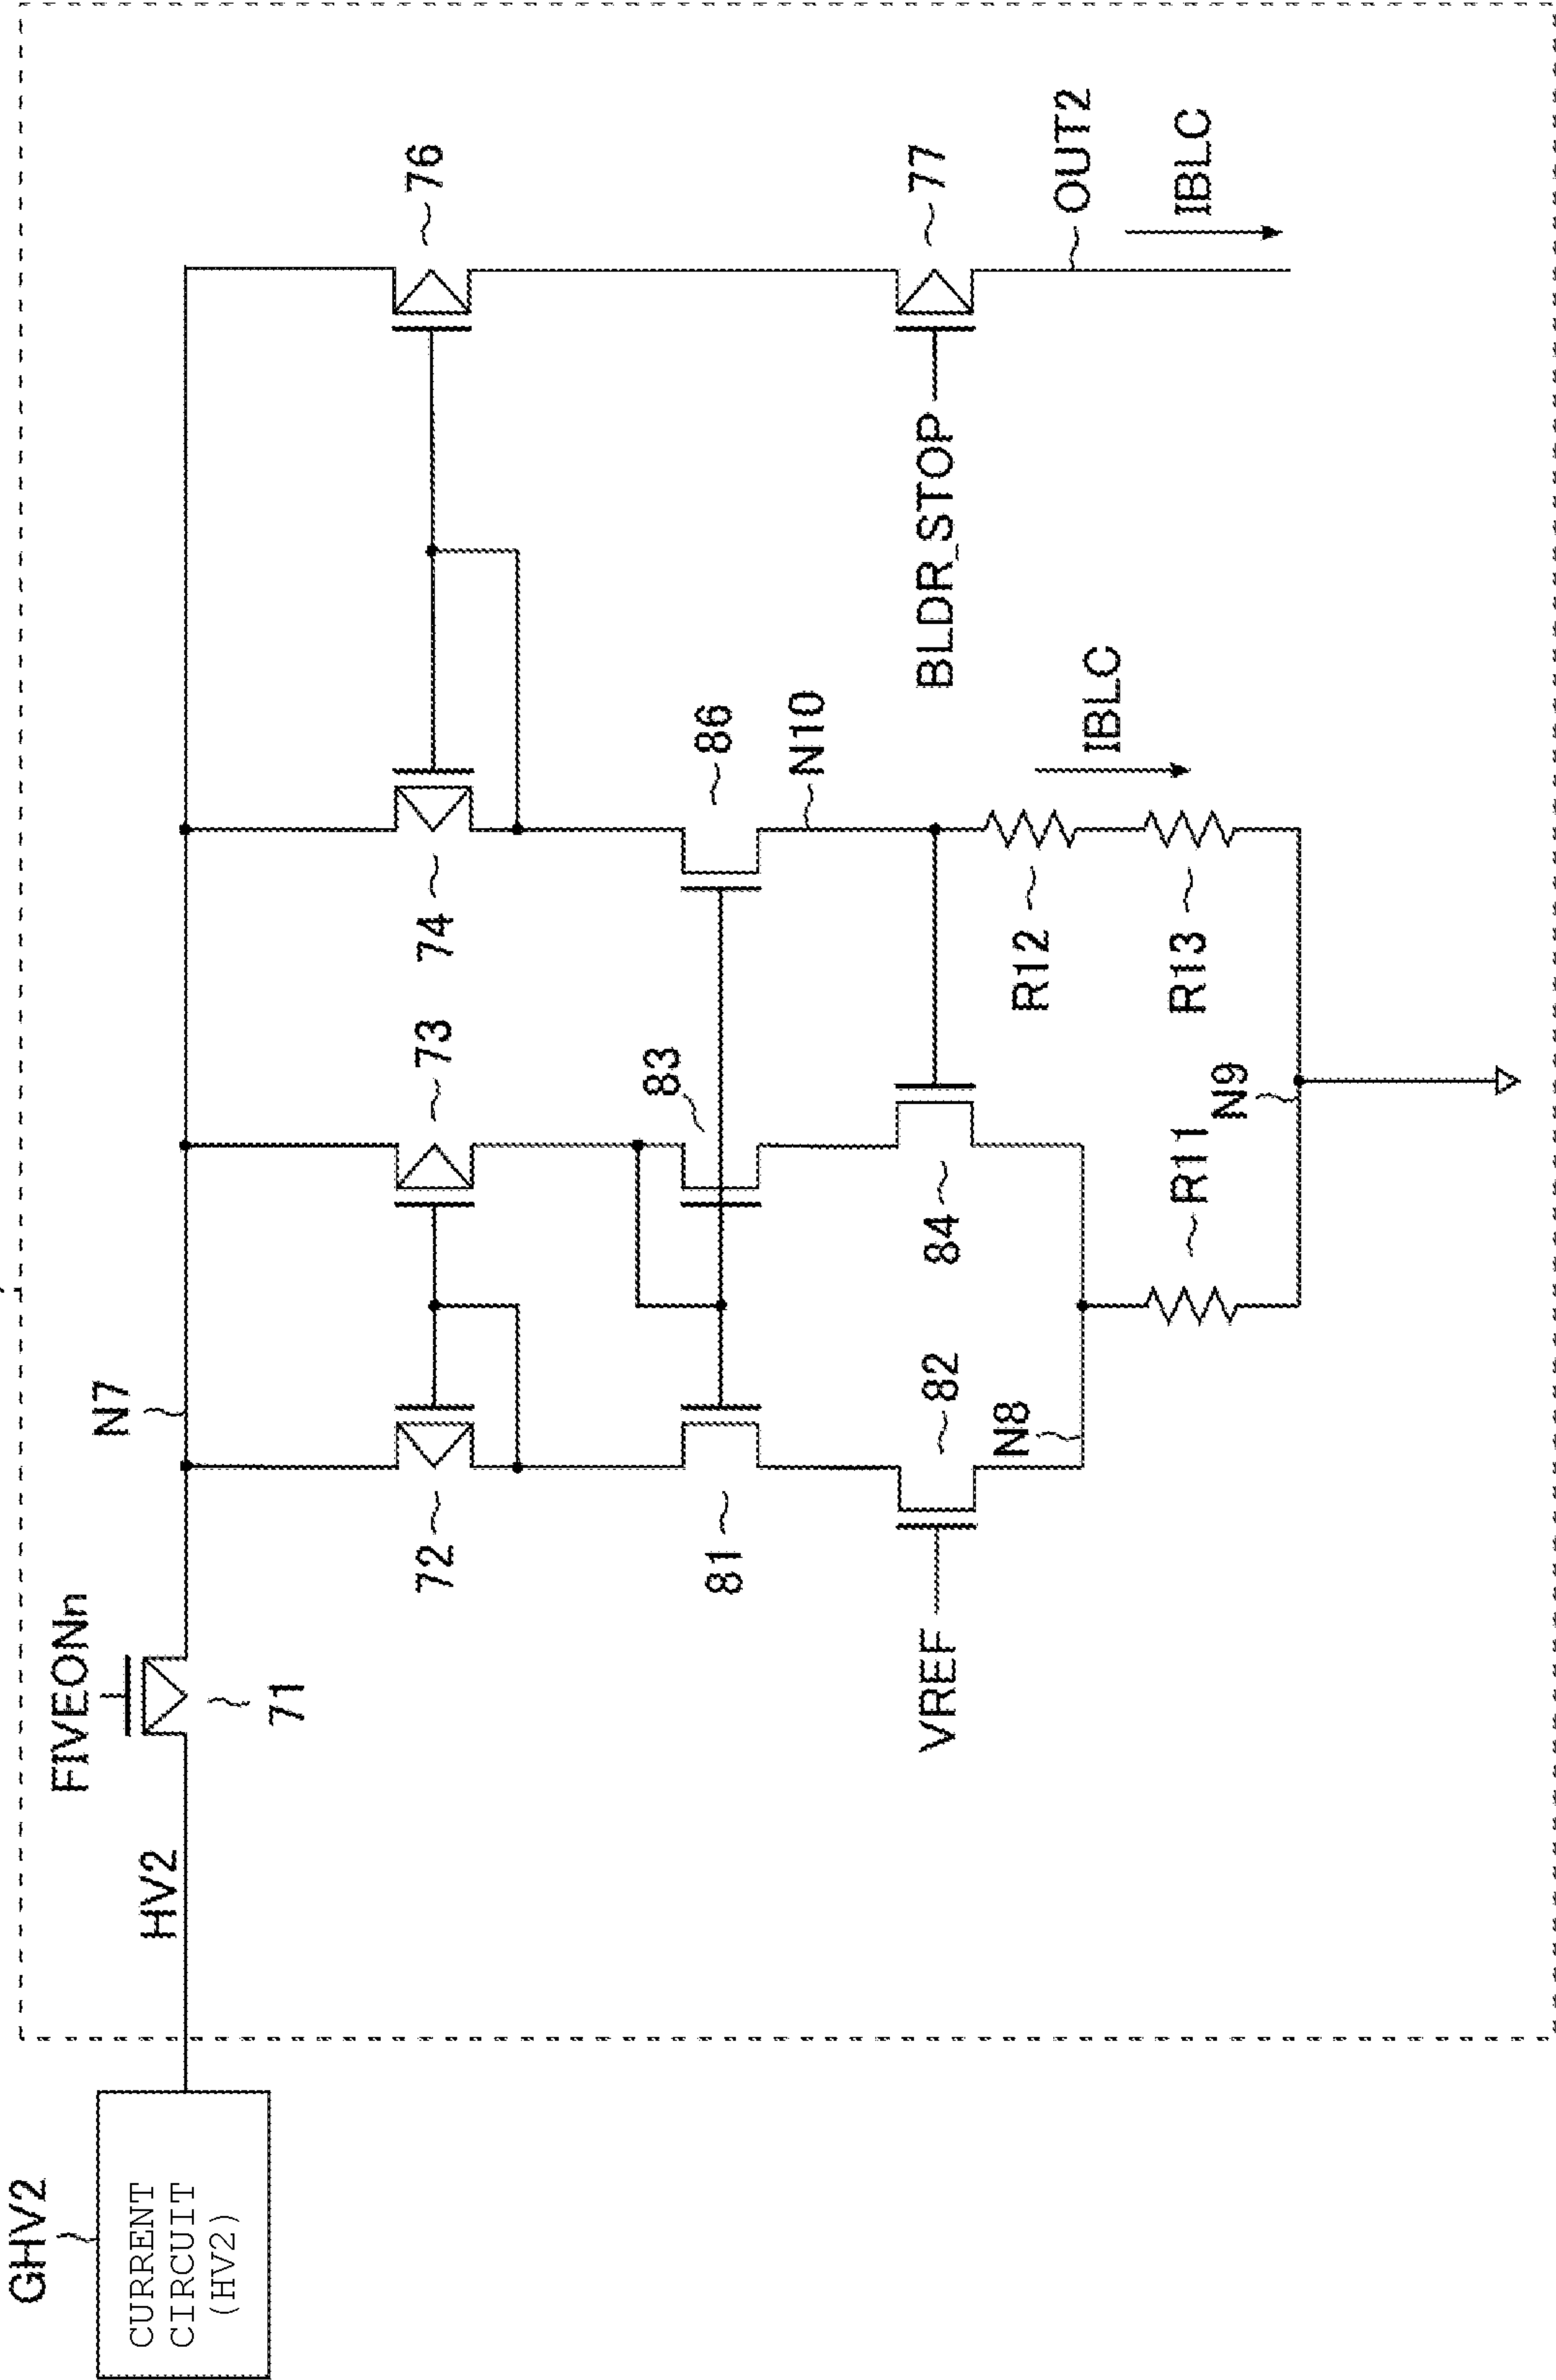 GHV2
CURRENT
CIRCUIT
(HV2)
HV2
FIVEONn
71
N7
72
73
74
76
81
83
86
VREF
82
84
N10
BLDR_STOP
77
OUT2
IBLC
N8
R11
R12
R13
IBLC
N9